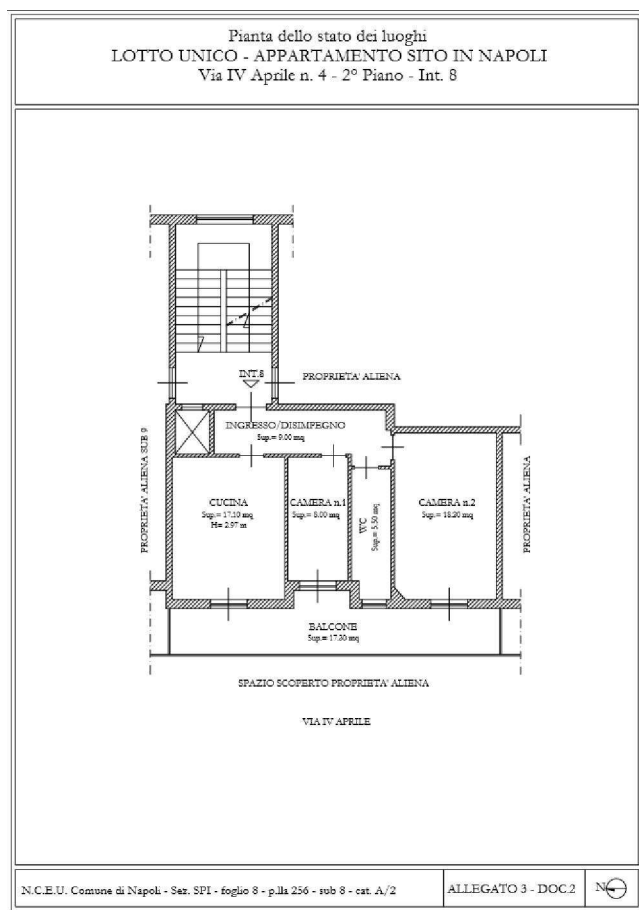 Pianta dello stato dei luoghi
LOTTO UNICO - APPARTAMENTO SITO IN NAPOLI
Via IV Aprile n. 4 - 2° Piano - Int. 8
INT.8
PROPRIETA' ALIENA
INGRESSO/DISIMPEGNO
Sup.= 9.00 mq
PROPRIETA' ALIENA SUB 9
CUCINA
Sup.= 17.10 mq
H= 2.97 m
CAMERA n.1
Sup.= 8.00 mq
WC
Sup.= 5.50 mq
CAMERA n.2
Sup.= 18.20 mq
PROPRIETA' ALIENA
BALCONE
Sup.= 17.30 mq
SPAZIO SCOPERTO PROPRIETA' ALIENA
VIA IV APRILE
N.C.E.U. Comune di Napoli - Sez. SPI - foglio 8 - p.lla 256 - sub 8 - cat. A/2
ALLEGATO 3 - DOC.2
N